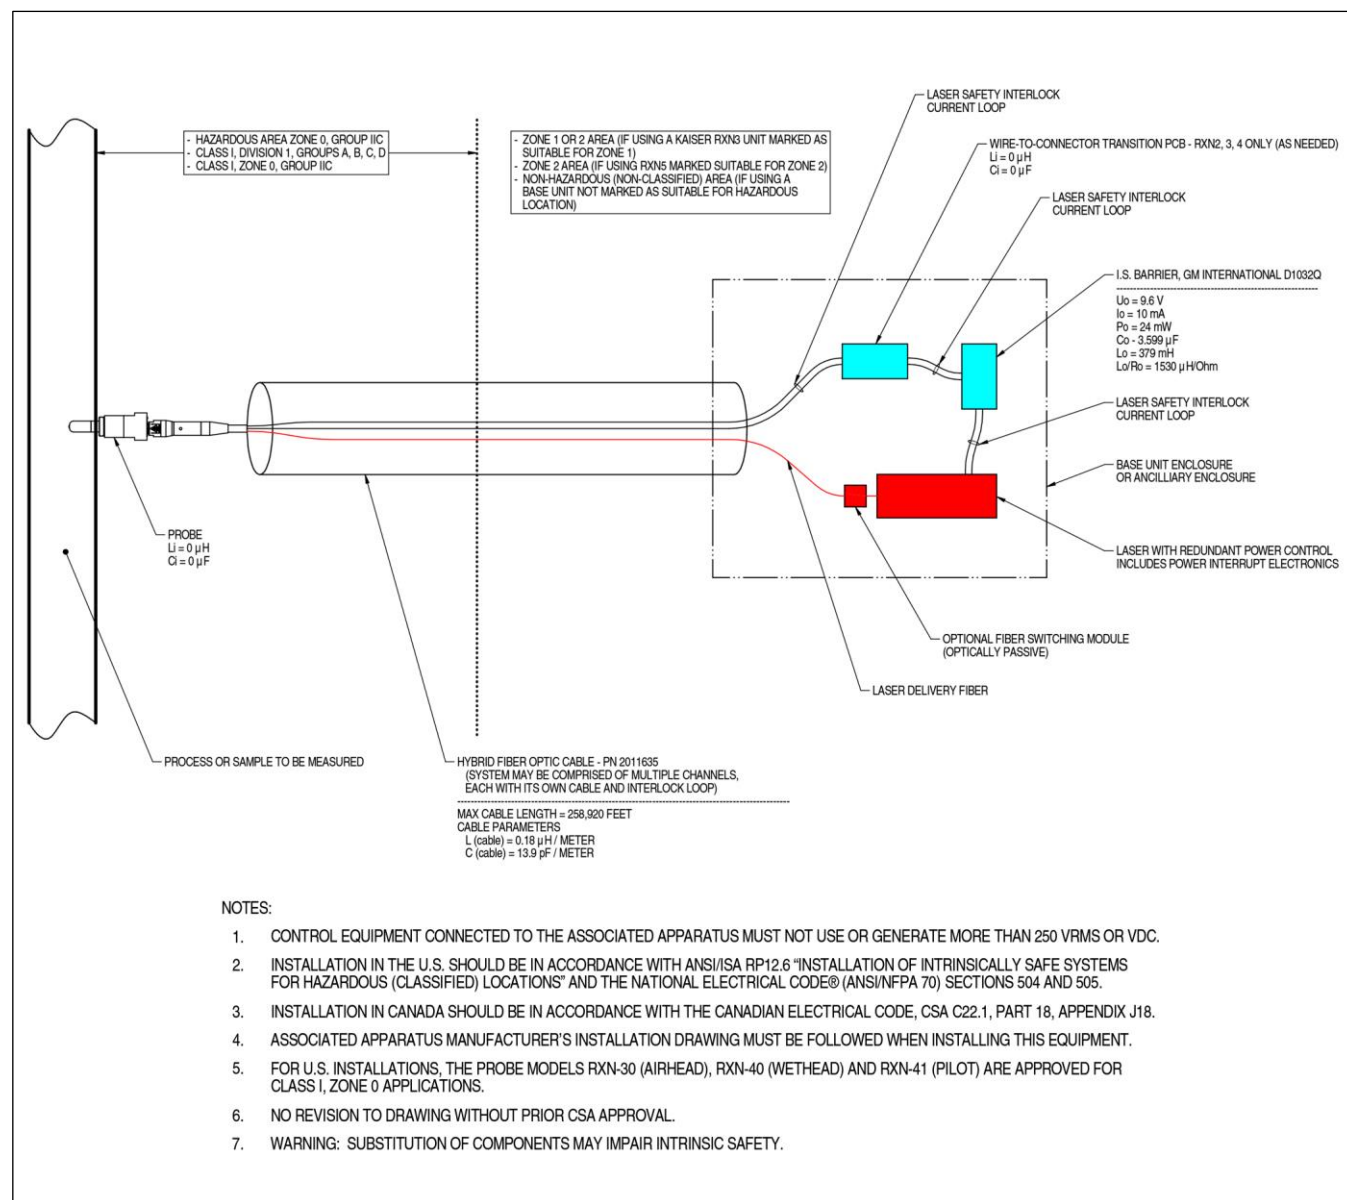 LASER SAFETY INTERLOCK
CURRENT LOOP
- HAZARDOUS AREA ZONE 0, GROUP IIC
- CLASS I, DIVISION 1, GROUPS A, B, C, D
- CLASS I, ZONE 0, GROUP IIC
- ZONE 1 OR 2 AREA (IF USING A KAISER RXN3 UNIT MARKED AS
SUITABLE FOR ZONE 1)
- ZONE 2 AREA (IF USING RXN5 MARKED SUITABLE FOR ZONE 2)
- NON-HAZARDOUS (NON-CLASSIFIED) AREA (IF USING A
BASE UNIT NOT MARKED AS SUITABLE FOR HAZARDOUS
LOCATION)
WIRE-TO-CONNECTOR TRANSITION PCB - RXN2, 3, 4 ONLY (AS NEEDED)
Li = 0 µH
Ci = 0 µF
LASER SAFETY INTERLOCK
CURRENT LOOP
I.S. BARRIER, GM INTERNATIONAL D1032Q
Uo = 9.6 V
Io = 10 mA
Po = 24 mW
Co - 3.599 µF
Lo = 379 mH
Lo/Ro = 1530 µH/Ohm
LASER SAFETY INTERLOCK
CURRENT LOOP
BASE UNIT ENCLOSURE
OR ANCILLIARY ENCLOSURE
PROBE
Li = 0 µH
Ci = 0 µF
LASER WITH REDUNDANT POWER CONTROL
INCLUDES POWER INTERRUPT ELECTRONICS
OPTIONAL FIBER SWITCHING MODULE
(OPTICALLY PASSIVE)
LASER DELIVERY FIBER
PROCESS OR SAMPLE TO BE MEASURED
HYBRID FIBER OPTIC CABLE - PN 2011635
(SYSTEM MAY BE COMPRISED OF MULTIPLE CHANNELS,
EACH WITH ITS OWN CABLE AND INTERLOCK LOOP)
MAX CABLE LENGTH = 258,920 FEET
CABLE PARAMETERS
L (cable) = 0.18 µH / METER
C (cable) = 13.9 pF / METER
NOTES:
1. CONTROL EQUIPMENT CONNECTED TO THE ASSOCIATED APPARATUS MUST NOT USE OR GENERATE MORE THAN 250 VRMS OR VDC.
2. INSTALLATION IN THE U.S. SHOULD BE IN ACCORDANCE WITH ANSI/ISA RP12.6 “INSTALLATION OF INTRINSICALLY SAFE SYSTEMS
FOR HAZARDOUS (CLASSIFIED) LOCATIONS” AND THE NATIONAL ELECTRICAL CODE® (ANSI/NFPA 70) SECTIONS 504 AND 505.
3. INSTALLATION IN CANADA SHOULD BE IN ACCORDANCE WITH THE CANADIAN ELECTRICAL CODE, CSA C22.1, PART 18, APPENDIX J18.
4. ASSOCIATED APPARATUS MANUFACTURER’S INSTALLATION DRAWING MUST BE FOLLOWED WHEN INSTALLING THIS EQUIPMENT.
5. FOR U.S. INSTALLATIONS, THE PROBE MODELS RXN-30 (AIRHEAD), RXN-40 (WETHEAD) AND RXN-41 (PILOT) ARE APPROVED FOR
CLASS I, ZONE 0 APPLICATIONS.
6. NO REVISION TO DRAWING WITHOUT PRIOR CSA APPROVAL.
7. WARNING: SUBSTITUTION OF COMPONENTS MAY IMPAIR INTRINSIC SAFETY.